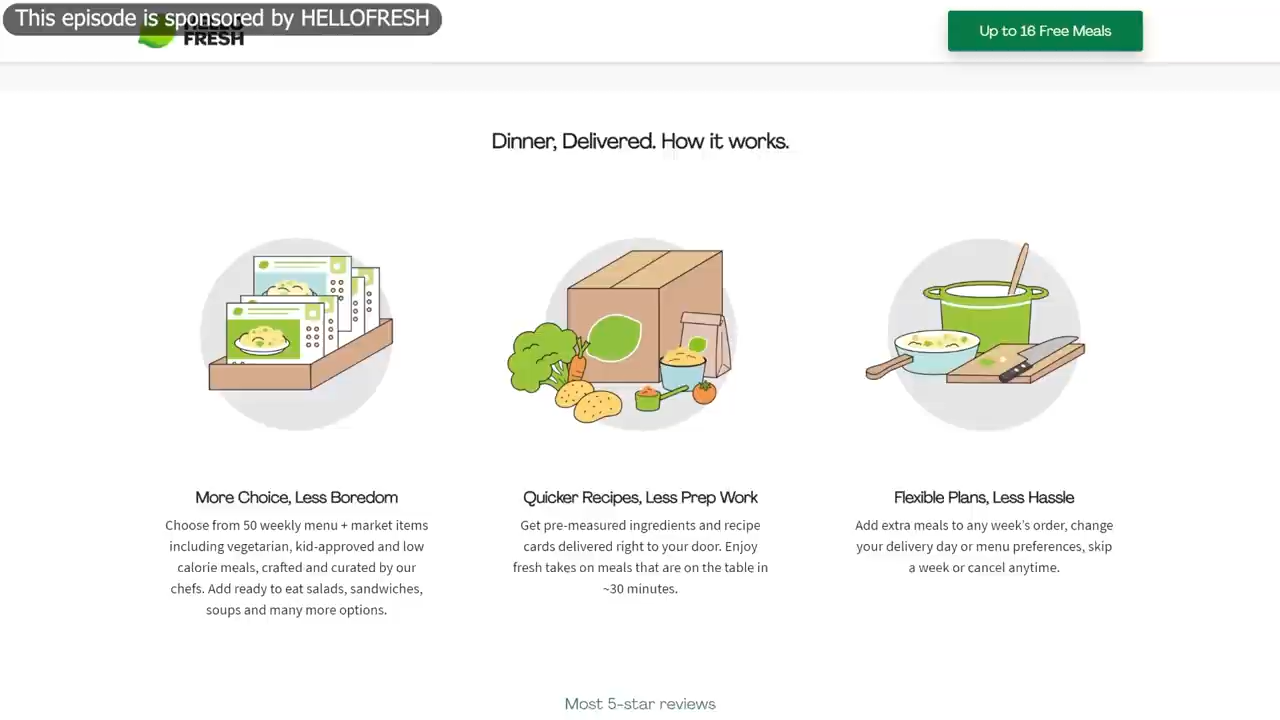 This episode is sponsored by HELLOFRESH
HELLO
FRESH
Up to 16 Free Meals
Dinner, Delivered. How it works.
More Choice, Less Boredom
Choose from 50 weekly menu + market items
including vegetarian, kid-approved and low
calorie meals, crafted and curated by our
chefs. Add ready to eat salads, sandwiches,
soups and many more options.
Quicker Recipes, Less Prep Work
Get pre-measured ingredients and recipe
cards delivered right to your door. Enjoy
fresh takes on meals that are on the table in
~30 minutes.
Flexible Plans, Less Hassle
Add extra meals to any week's order, change
your delivery day or menu preferences, skip
a week or cancel anytime.
Most 5-star reviews